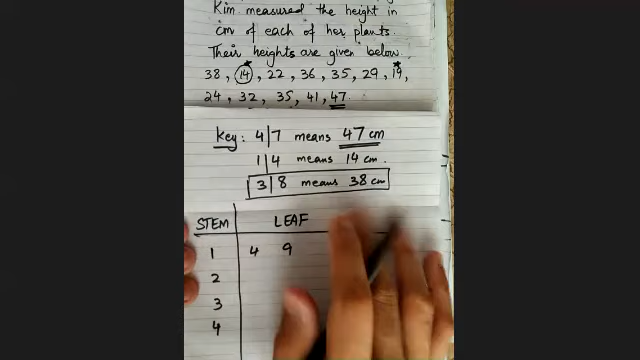 Kim measured the height in
cm of each of her plants.
Their heights are given below.
38, 14, 22, 36, 35, 29, 19,
24, 32, 35, 41, 47.
Key: 4|7 means 47 cm
1|4 means 14 cm.
3|8 means 38 cm
STEM LEAF
1 4 9
2
3
4